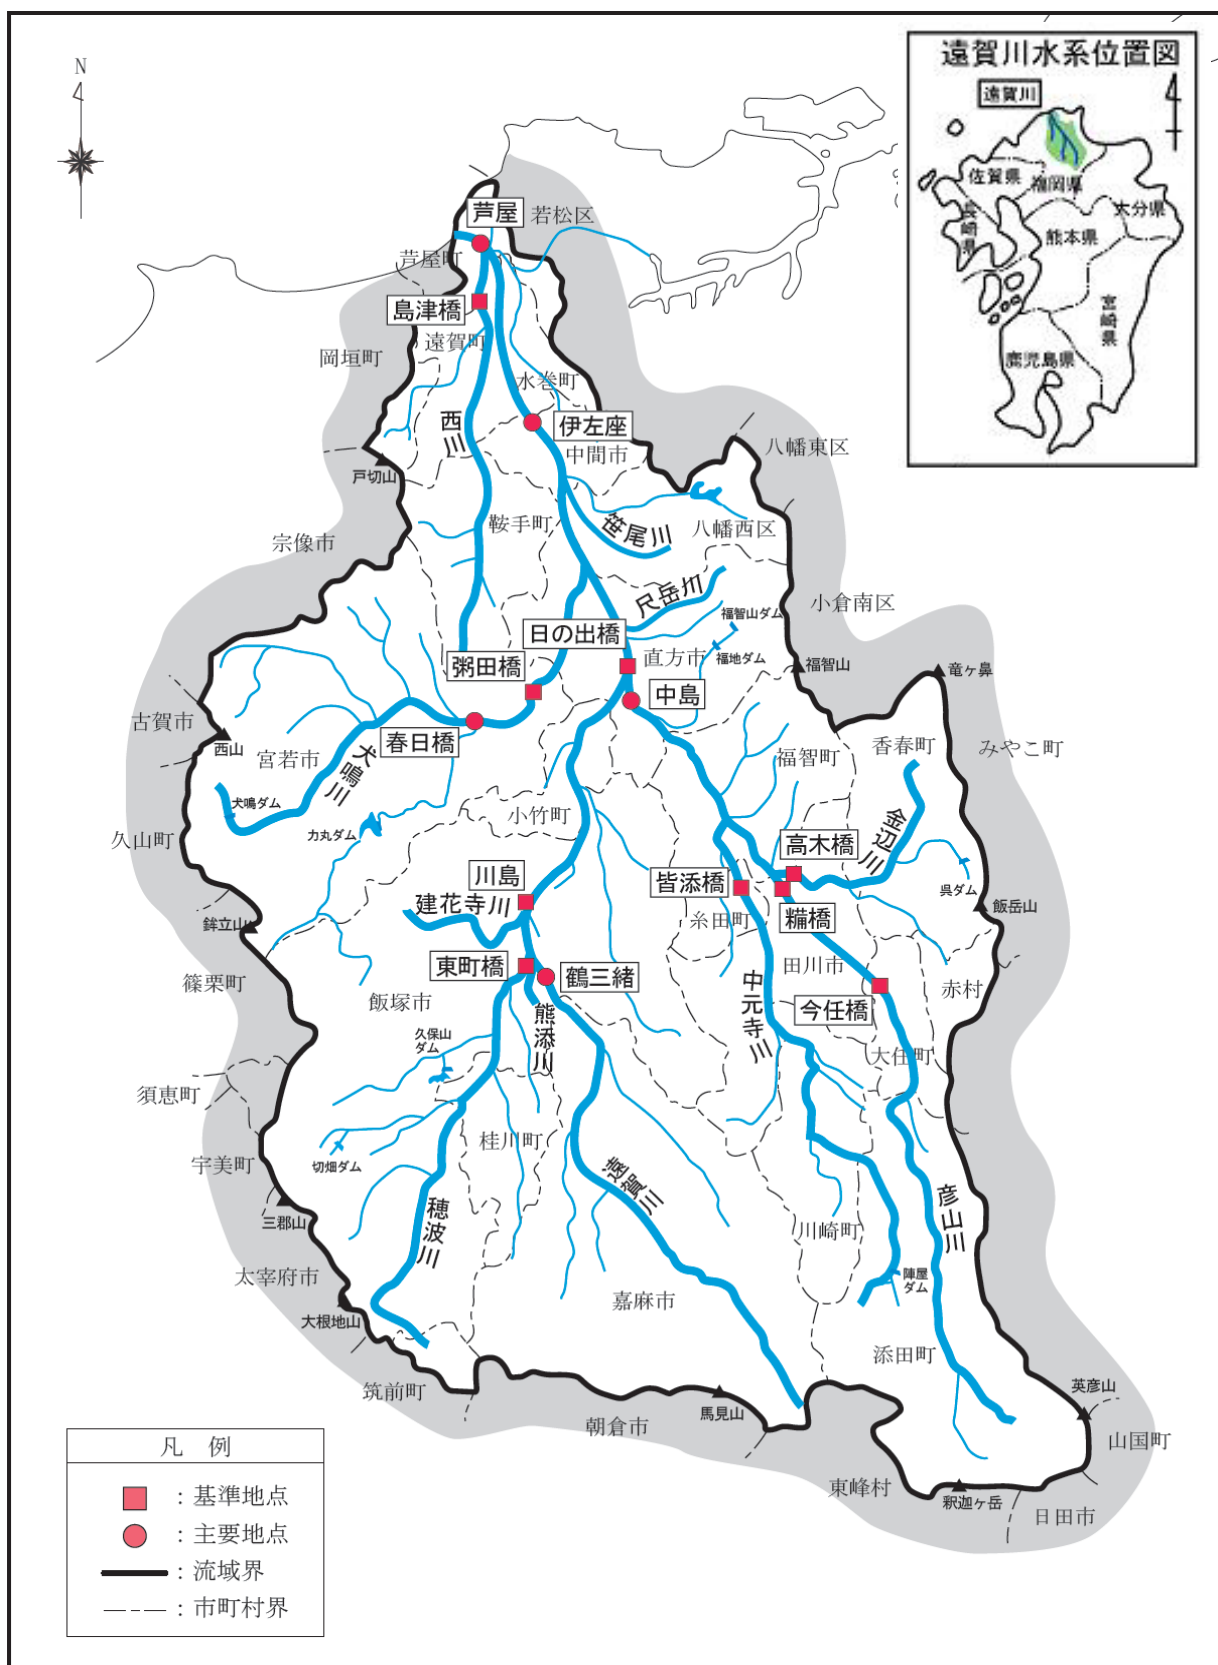 遠賀川水系位置図
遠賀川
佐賀県
福岡県
大分県
長崎県
熊本県
宮崎県
鹿児島県
N
芦屋
若松区
芦屋町
島津橋
遠賀町
岡垣町
水巻町
西川
伊左座
中間市
八幡東区
戸切山
鞍手町
笹尾川
八幡西区
宗像市
尺岳川
小倉南区
福智山ダム
日の出橋
直方市
福地ダム
福智山
竜ヶ鼻
粥田橋
中島
古賀市
西山
春日橋
宮若市
犬鳴川
福智町
香春町
みやこ町
犬鳴ダム
力丸ダム
小竹町
久山町
金辺川
高木橋
川島
皆添橋
呉ダム
建花寺川
糒橋
飯岳山
鉾立山
糸田町
東町橋
鶴三緒
田川市
篠栗町
赤村
飯塚市
今任橋
中元寺川
熊添川
久保山
ダム
大任町
須恵町
桂川町
切畑ダム
宇美町
遠賀川
彦山川
三郡山
穂波川
川崎町
太宰府市
陣屋
ダム
嘉麻市
大根地山
添田町
筑前町
英彦山
馬見山
朝倉市
山国町
東峰村
釈迦ヶ岳
日田市
凡 例
：基準地点
：主要地点
：流域界
：市町村界